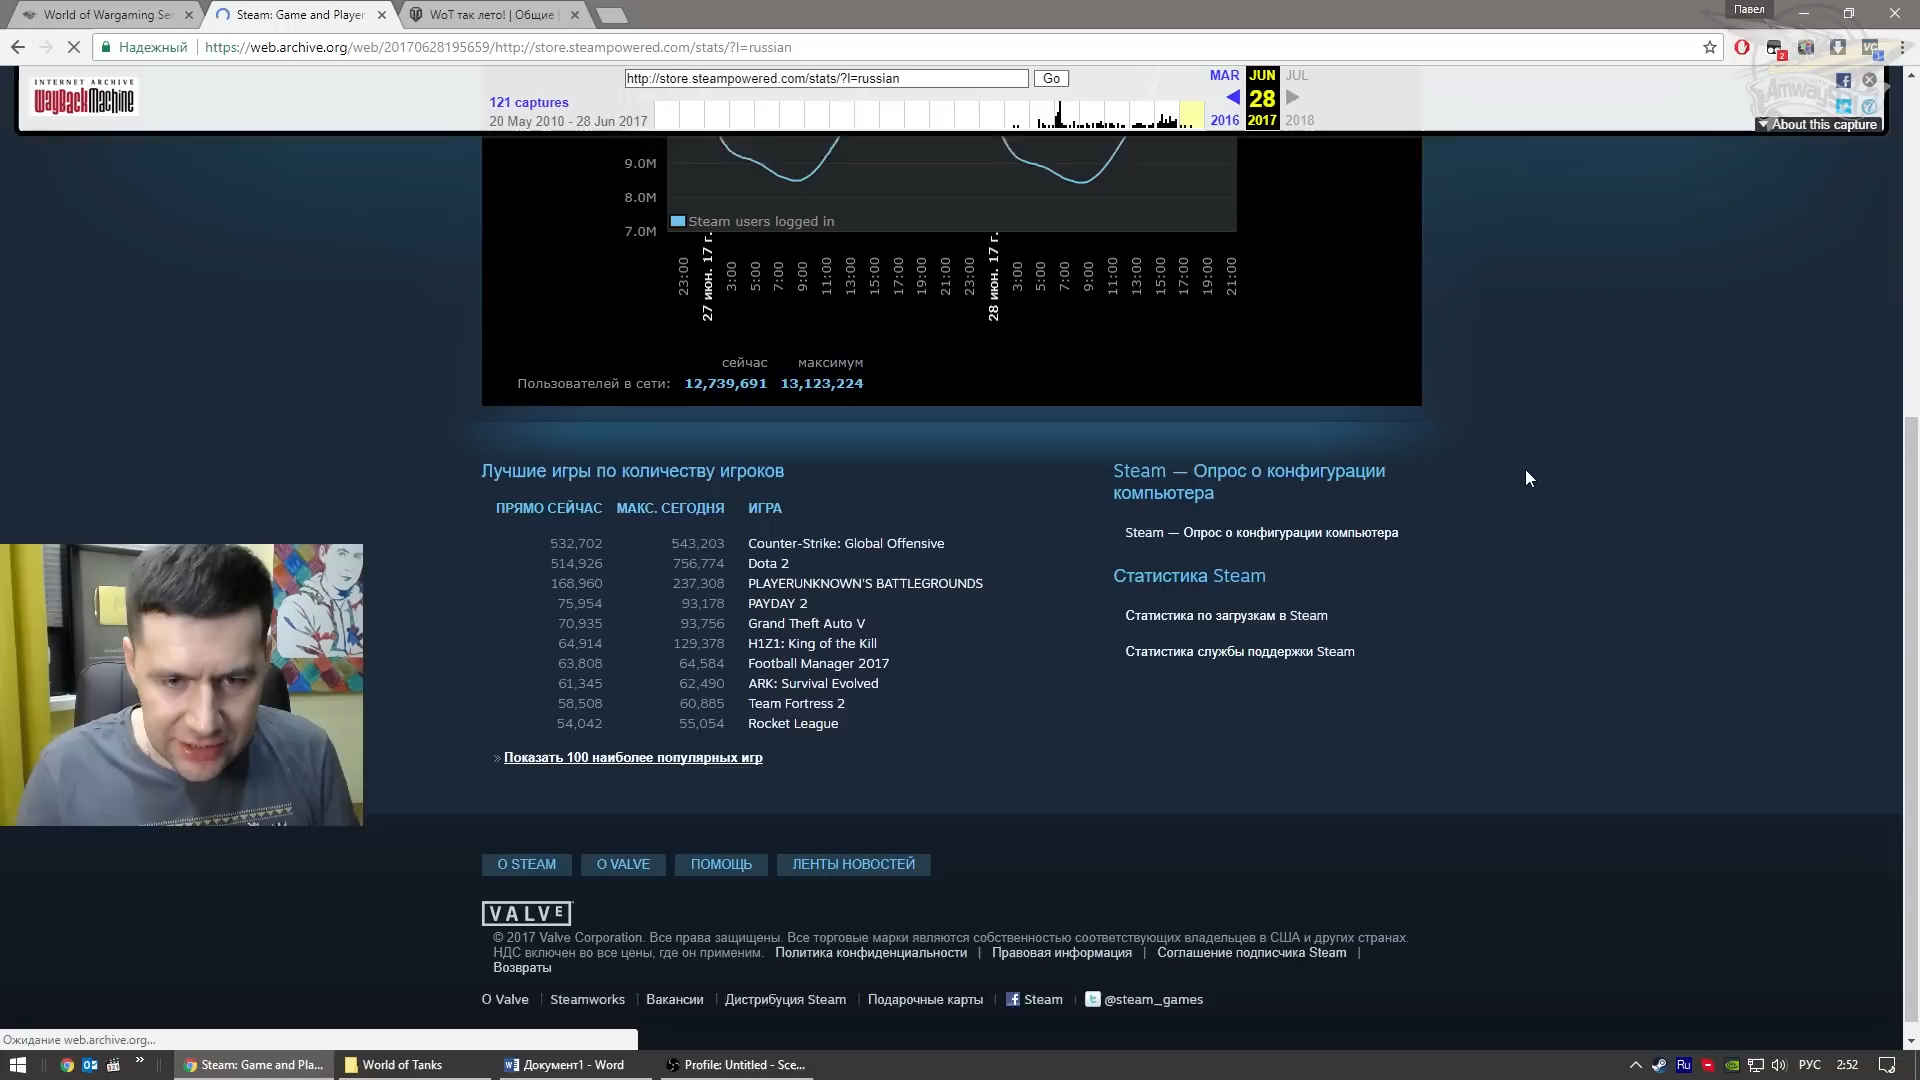 World of Wargaming Se
Steam: Game and Player
WoT так лето! | Общие
Павел
Надежный
https://web.archive.org/web/20170628195659/http://store.steampowered.com/stats/?l=russian
INTERNET ARCHIVE
WayBackMachine
http://store.steampowered.com/stats/?l=russian
Go
MAR JUN JUL
121 captures
28
20 May 2010 - 28 Jun 2017
2016 2017 2018
AmwayS
About this capture
9.0M
8.0M
Steam users logged in
7.0M
23:00 27 июн. 17 г. 3:00 5:00 7:00 9:00 11:00 13:00 15:00 17:00 19:00 21:00 23:00 28 июн. 17 г. 3:00 5:00 7:00 9:00 11:00 13:00 15:00 17:00 19:00 21:00
сейчас максимум
Пользователей в сети: 12,739,691 13,123,224
Лучшие игры по количеству игроков
ПРЯМО СЕЙЧАС МАКС. СЕГОДНЯ ИГРА
532,702 543,203 Counter-Strike: Global Offensive
514,926 756,774 Dota 2
168,960 237,308 PLAYERUNKNOWN'S BATTLEGROUNDS
75,954 93,178 PAYDAY 2
70,935 93,756 Grand Theft Auto V
64,914 129,378 H1Z1: King of the Kill
63,808 64,584 Football Manager 2017
61,345 62,490 ARK: Survival Evolved
58,508 60,885 Team Fortress 2
54,042 55,054 Rocket League
» Показать 100 наиболее популярных игр
Steam — Опрос о конфигурации
компьютера
Steam — Опрос о конфигурации компьютера
Статистика Steam
Статистика по загрузкам в Steam
Статистика службы поддержки Steam
О STEAM
О VALVE
ПОМОЩЬ
ЛЕНТЫ НОВОСТЕЙ
VALVE
© 2017 Valve Corporation. Все права защищены. Все торговые марки являются собственностью соответствующих владельцев в США и других странах.
НДС включен во все цены, где он применим. Политика конфиденциальности | Правовая информация | Соглашение подписчика Steam |
Возвраты
О Valve | Steamworks | Вакансии | Дистрибуция Steam | Подарочные карты | Steam | @steam_games
Ожидание web.archive.org...
Steam: Game and Pla...
World of Tanks
Документ1 - Word
Profile: Untitled - Sce...
Ru
РУС
2:52